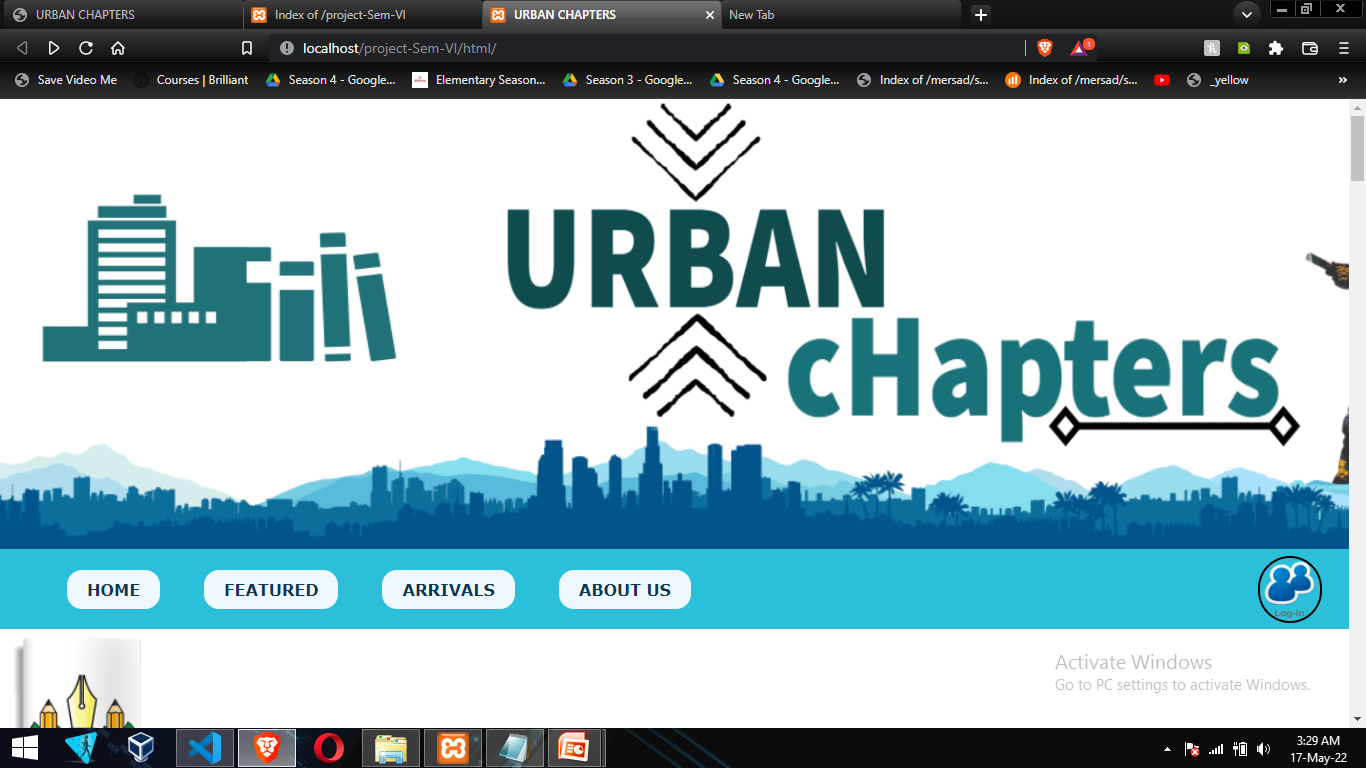 URBAN CHAPTERS
Index of /project-Sem-VI
URBAN CHAPTERS
New Tab
localhost/project-Sem-VI/html/
1
Save Video Me
Courses | Brilliant
Season 4 - Google...
Elementary Season...
Season 3 - Google...
Season 4 - Google...
Index of /mersad/s...
Index of /mersad/s...
_yellow
»
URBAN
cHapters
HOME
FEATURED
ARRIVALS
ABOUT US
Log-In
Activate Windows
Go to PC settings to activate Windows.
3:29 AM
17-May-22